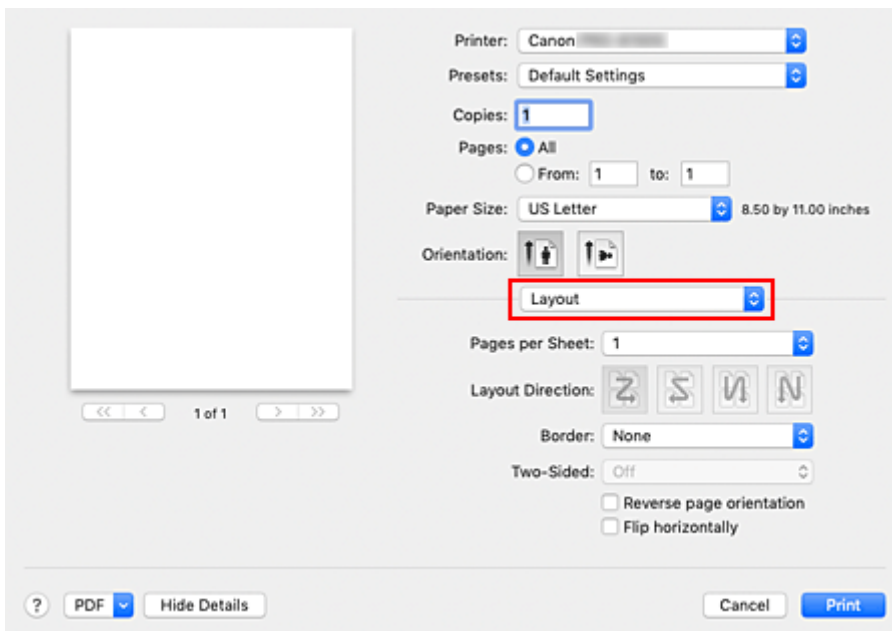 Printer: Canon
Presets: Default Settings
Copies: 1
Pages: All
From: 1 to: 1
Paper Size: US Letter 8.50 by 11.00 inches
Orientation:
Layout
Pages per Sheet: 1
Layout Direction:
1 of 1
Border: None
Two-Sided: Off
Reverse page orientation
Flip horizontally
? PDF Hide Details Cancel Print